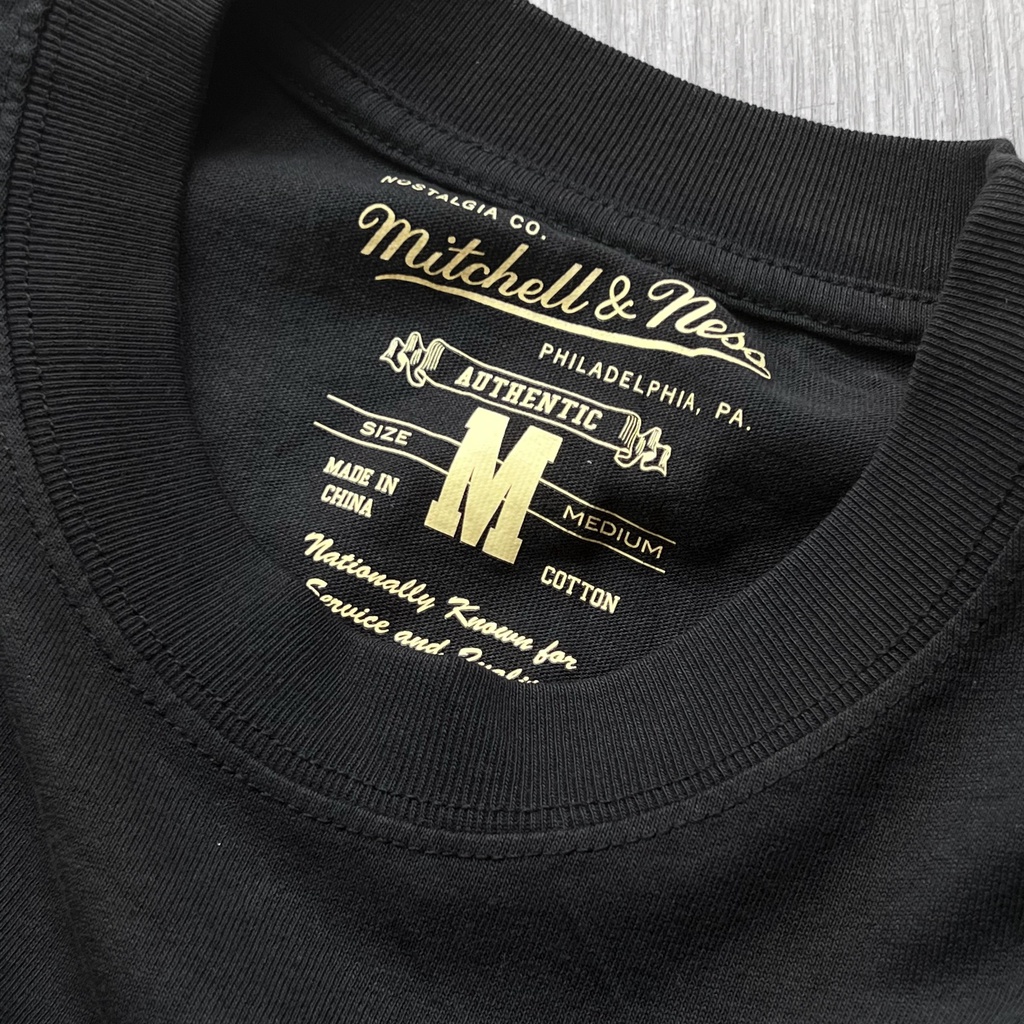 NOSTALGIA CO.
Mitchell & Ness
PHILADELPHIA, PA.
AUTHENTIC
SIZE
M
MEDIUM
MADE IN
CHINA
COTTON
Nationally Known for
Service and